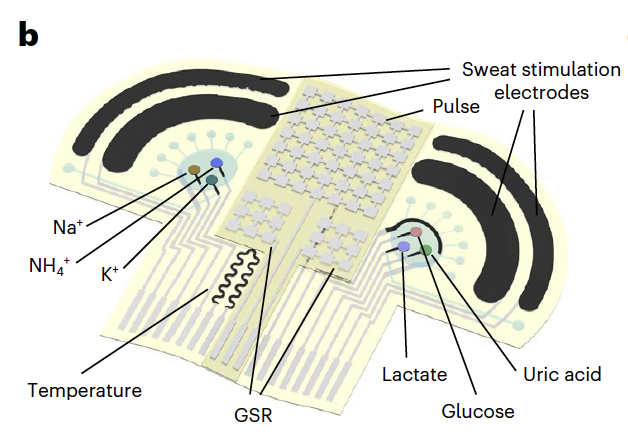 b
Sweat stimulation
electrodes
Pulse
Na⁺
NH₄⁺
K⁺
Temperature
GSR
Lactate
Glucose
Uric acid